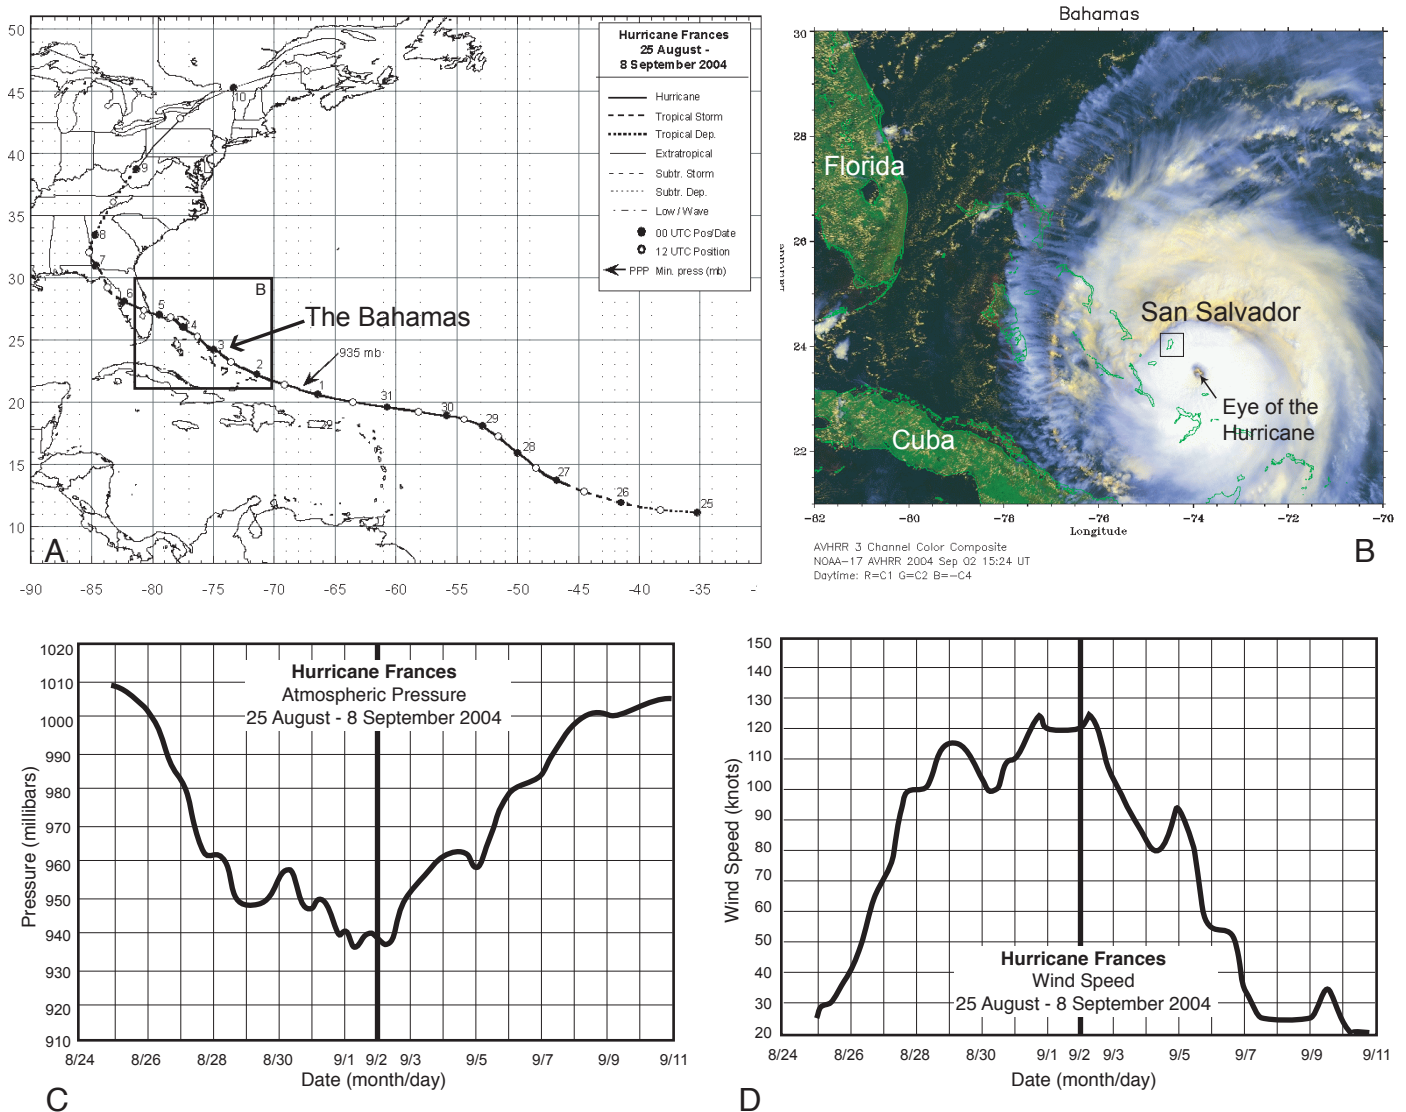 50
45
40
35
30
25
20
15
10
-90
-85
-80
-75
-70
-65
-60
-55
-50
-45
-40
-35
Hurricane Frances
25 August -
8 September 2004
Hurricane
Tropical Storm
Tropical Dep.
Extratropical
Subtr. Storm
Subtr. Dep.
Low / Wave
00 UTC Pos/Date
12 UTC Position
PPP Min. press (mb)
10
9
8
7
6
5
4
3
2
1
31
30
29
28
27
26
25
B
The Bahamas
935 mb
A
Bahamas
30
28
26
24
22
Latitude
-82
-80
-78
-76
-74
-72
-70
Longitude
Florida
San Salvador
Eye of the
Hurricane
Cuba
AVHRR 3 Channel Color Composite
NOAA-17 AVHRR 2004 Sep 02 15:24 UT
Daytime: R=C1 G=C2 B=-C4
B
1020
1010
1000
990
980
970
960
950
940
930
920
910
Pressure (millibars)
Hurricane Frances
Atmospheric Pressure
25 August - 8 September 2004
8/24
8/26
8/28
8/30
9/1
9/2
9/3
9/5
9/7
9/9
9/11
Date (month/day)
C
150
140
130
120
110
100
90
80
70
60
50
40
30
20
Wind Speed (knots)
Hurricane Frances
Wind Speed
25 August - 8 September 2004
8/24
8/26
8/28
8/30
9/1
9/2
9/3
9/5
9/7
9/9
9/11
Date (month/day)
D